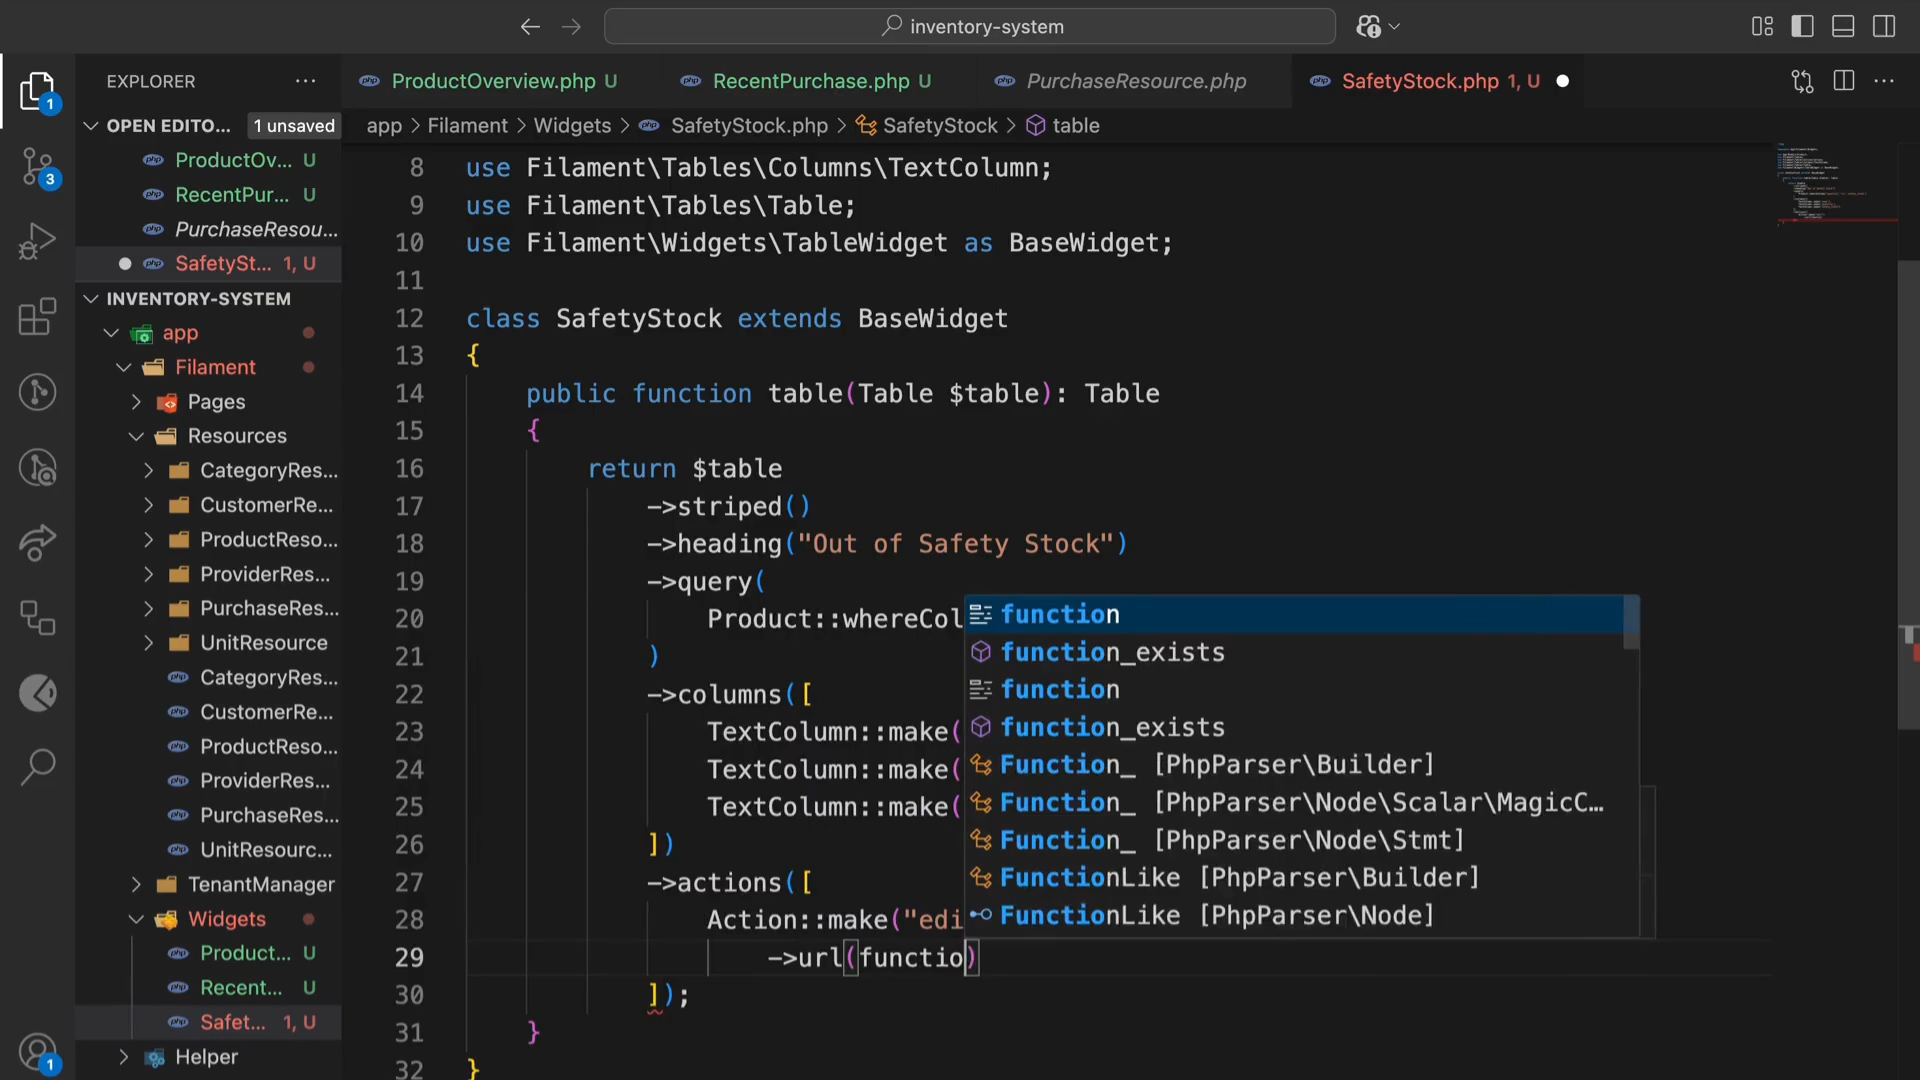 inventory-system
EXPLORER
1
ProductOverview.php U
RecentPurchase.php U
PurchaseResource.php
SafetyStock.php 1, U
OPEN EDITO...
1 unsaved
app > Filament > Widgets > SafetyStock.php > SafetyStock > table
ProductOv... U
RecentPur... U
PurchaseResou...
SafetySt... 1, U
3
INVENTORY-SYSTEM
app
Filament
Pages
Resources
CategoryRes...
CustomerRe...
ProductReso...
ProviderRes...
PurchaseRes...
UnitResource
CategoryRes...
CustomerRe...
ProductReso...
ProviderRes...
PurchaseRes...
UnitResourc...
TenantManager
Widgets
Product... U
Recent... U
Safet... 1, U
Helper
1
8 use Filament\Tables\Columns\TextColumn;
9 use Filament\Tables\Table;
10 use Filament\Widgets\TableWidget as BaseWidget;
11
12 class SafetyStock extends BaseWidget
13 {
14 public function table(Table $table): Table
15 {
16 return $table
17 ->striped()
18 ->heading("Out of Safety Stock")
19 ->query(
20 Product::whereCol
21 )
22 ->columns([
23 TextColumn::make(
24 TextColumn::make(
25 TextColumn::make(
26 ])
27 ->actions([
28 Action::make("edi
29 ->url(functio)
30 ]);
31 }
32 }
function
function_exists
function
function_exists
Function_ [PhpParser\Builder]
Function_ [PhpParser\Node\Scalar\MagicC...
Function_ [PhpParser\Node\Stmt]
FunctionLike [PhpParser\Builder]
FunctionLike [PhpParser\Node]